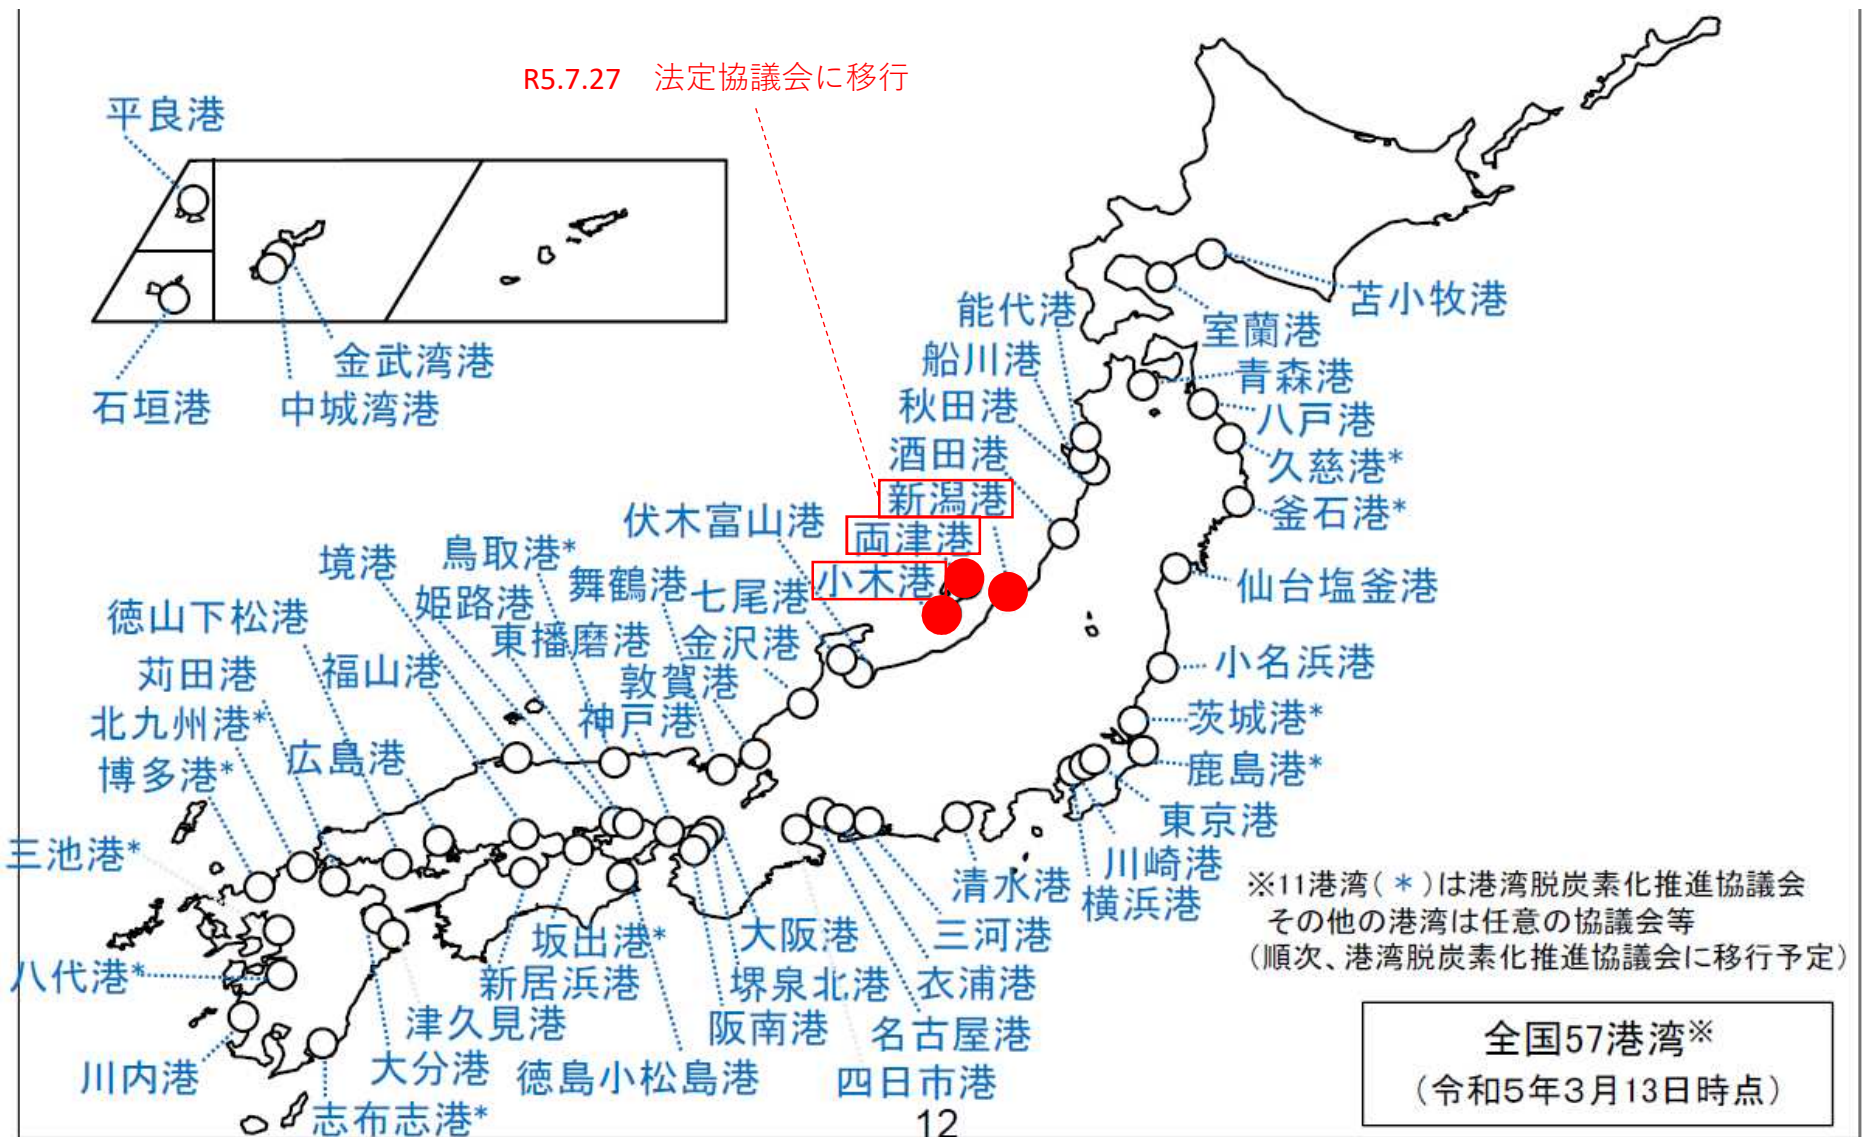 R5.7.27　法定協議会に移行
平良港
石垣港
金武湾港
中城湾港
苫小牧港
室蘭港
能代港
船川港
秋田港
酒田港
新潟港
両津港
小木港
青森港
八戸港
久慈港*
釜石港*
仙台塩釜港
小名浜港
茨城港*
鹿島港*
東京港
川崎港
横浜港
清水港
伏木富山港
七尾港
金沢港
敦賀港
舞鶴港
鳥取港*
境港
姫路港
東播磨港
神戸港
徳山下松港
福山港
苅田港
北九州港*
広島港
博多港*
三池港*
八代港*
川内港
志布志港*
大分港
津久見港
新居浜港
坂出港*
徳島小松島港
大阪港
堺泉北港
阪南港
三河港
衣浦港
名古屋港
四日市港
※11港湾(＊)は港湾脱炭素化推進協議会
その他の港湾は任意の協議会等
(順次、港湾脱炭素化推進協議会に移行予定)
全国57港湾※
(令和5年3月13日時点)
12